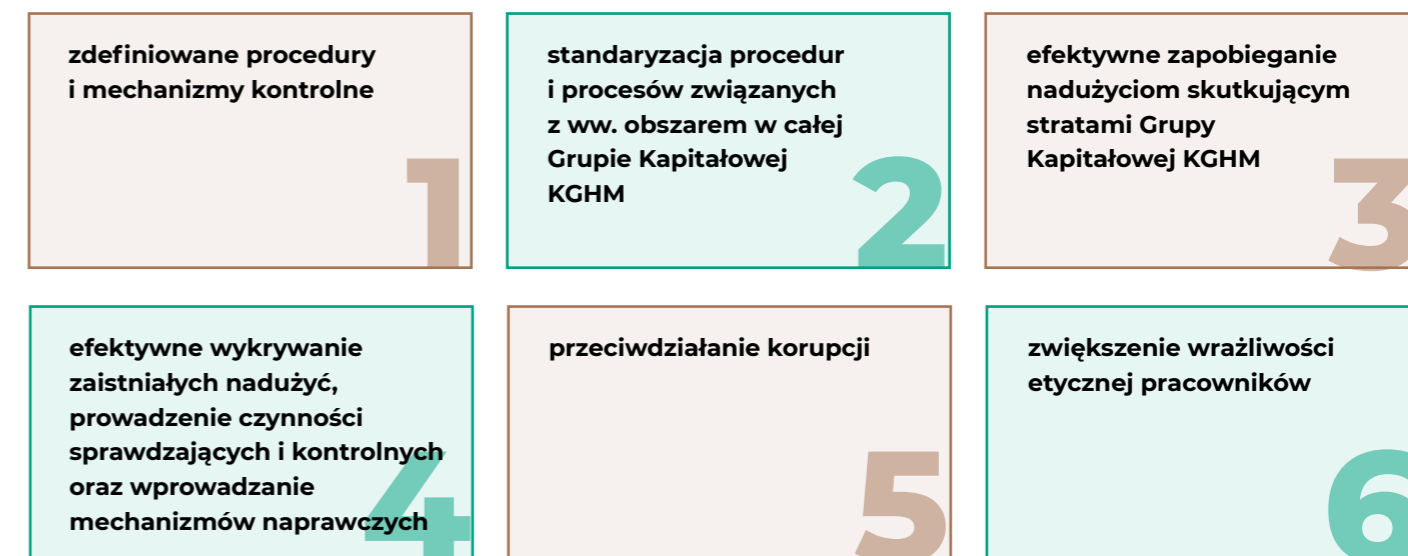 zdefiniowane procedury
i mechanizmy kontrolne
1
standaryzacja procedur
i procesów związanych
z ww. obszarem w całej
Grupie Kapitałowej
KGHM
2
efektywne zapobieganie
nadużyciom skutkującym
stratami Grupy
Kapitałowej KGHM
3
efektywne wykrywanie
zaistniałych nadużyć,
prowadzenie czynności
sprawdzających i kontrolnych
oraz wprowadzanie
mechanizmów naprawczych
4
przeciwdziałanie korupcji
5
zwiększenie wrażliwości
etycznej pracowników
6